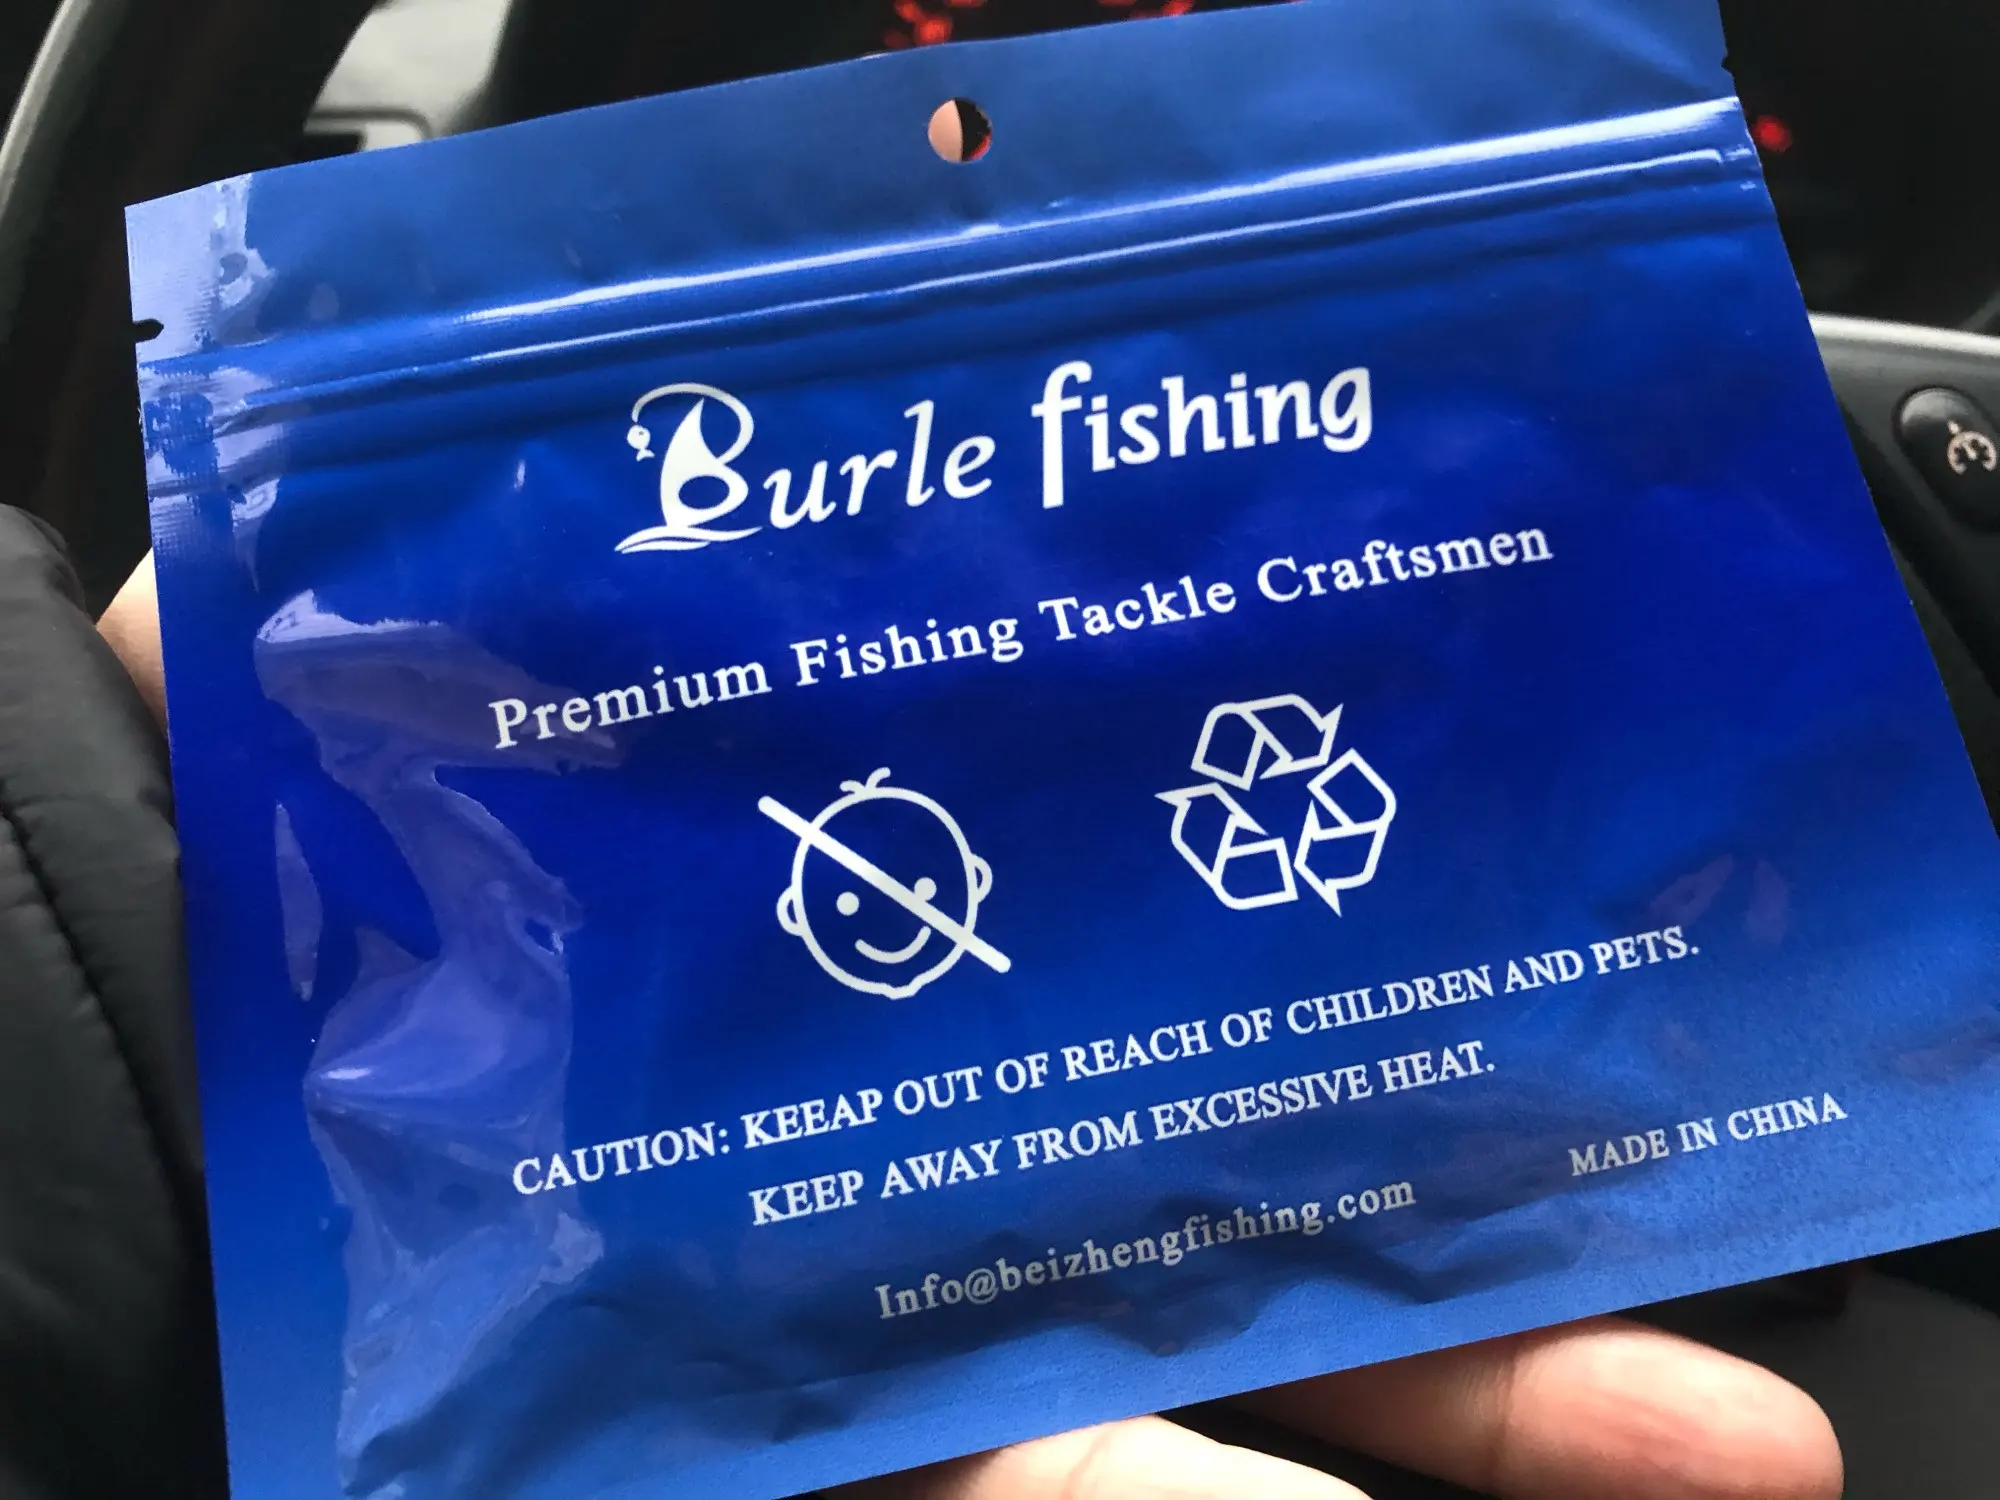 Burle fishing
Premium Fishing Tackle Craftsmen
CAUTION: KEEEAP OUT OF REACH OF CHILDREN AND PETS.
KEEP AWAY FROM EXCESSIVE HEAT.
MADE IN CHINA
Info@beizhengfishing.com